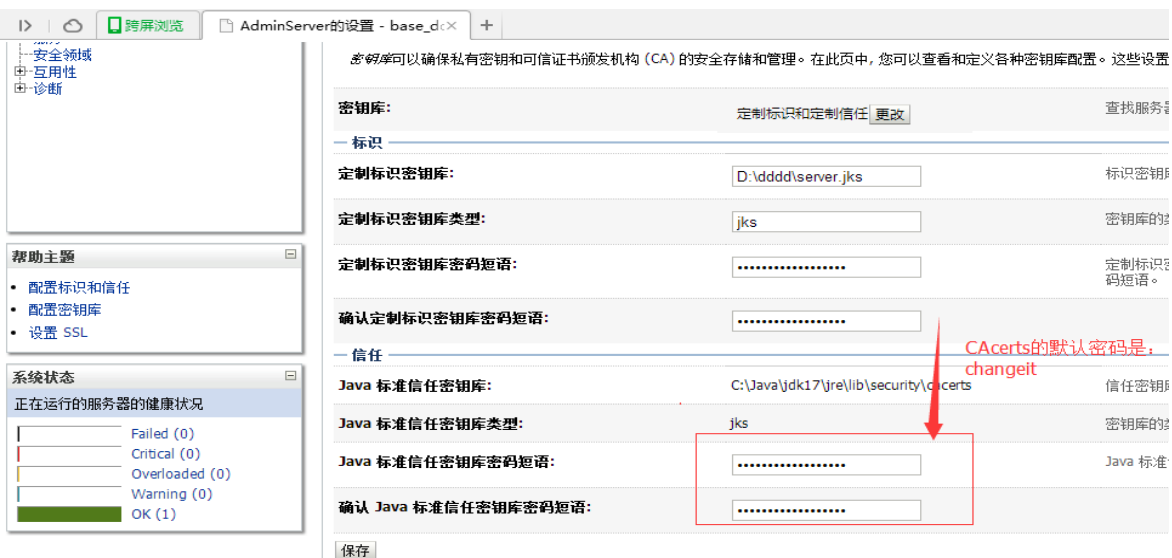 跨屏浏览
AdminServer的设置 - base_do
安全领域
互用性
诊断
密钥库可以确保私有密钥和可信证书颁发机构 (CA) 的安全存储和管理。在此页中, 您可以查看和定义各种密钥库配置。这些设置
密钥库:
定制标识和定制信任 更改
查找服务器
标识
定制标识密钥库:
D:\dddd\server.jks
标识密钥库
定制标识密钥库类型:
jks
密钥库的类
定制标识密钥库密码短语:
••••••••••••••••••
定制标识密
码短语。
确认定制标识密钥库密码短语:
••••••••••••••••••
信任
CAcerts的默认密码是:
changeit
Java 标准信任密钥库:
C:\Java\jdk17\jre\lib\security\cacerts
信任密钥库
Java 标准信任密钥库类型:
jks
密钥库的类
Java 标准信任密钥库密码短语:
••••••••••••••••••
Java 标准
确认 Java 标准信任密钥库密码短语:
••••••••••••••••••
保存
帮助主题
配置标识和信任
配置密钥库
设置 SSL
系统状态
正在运行的服务器的健康状况
Failed (0)
Critical (0)
Overloaded (0)
Warning (0)
OK (1)